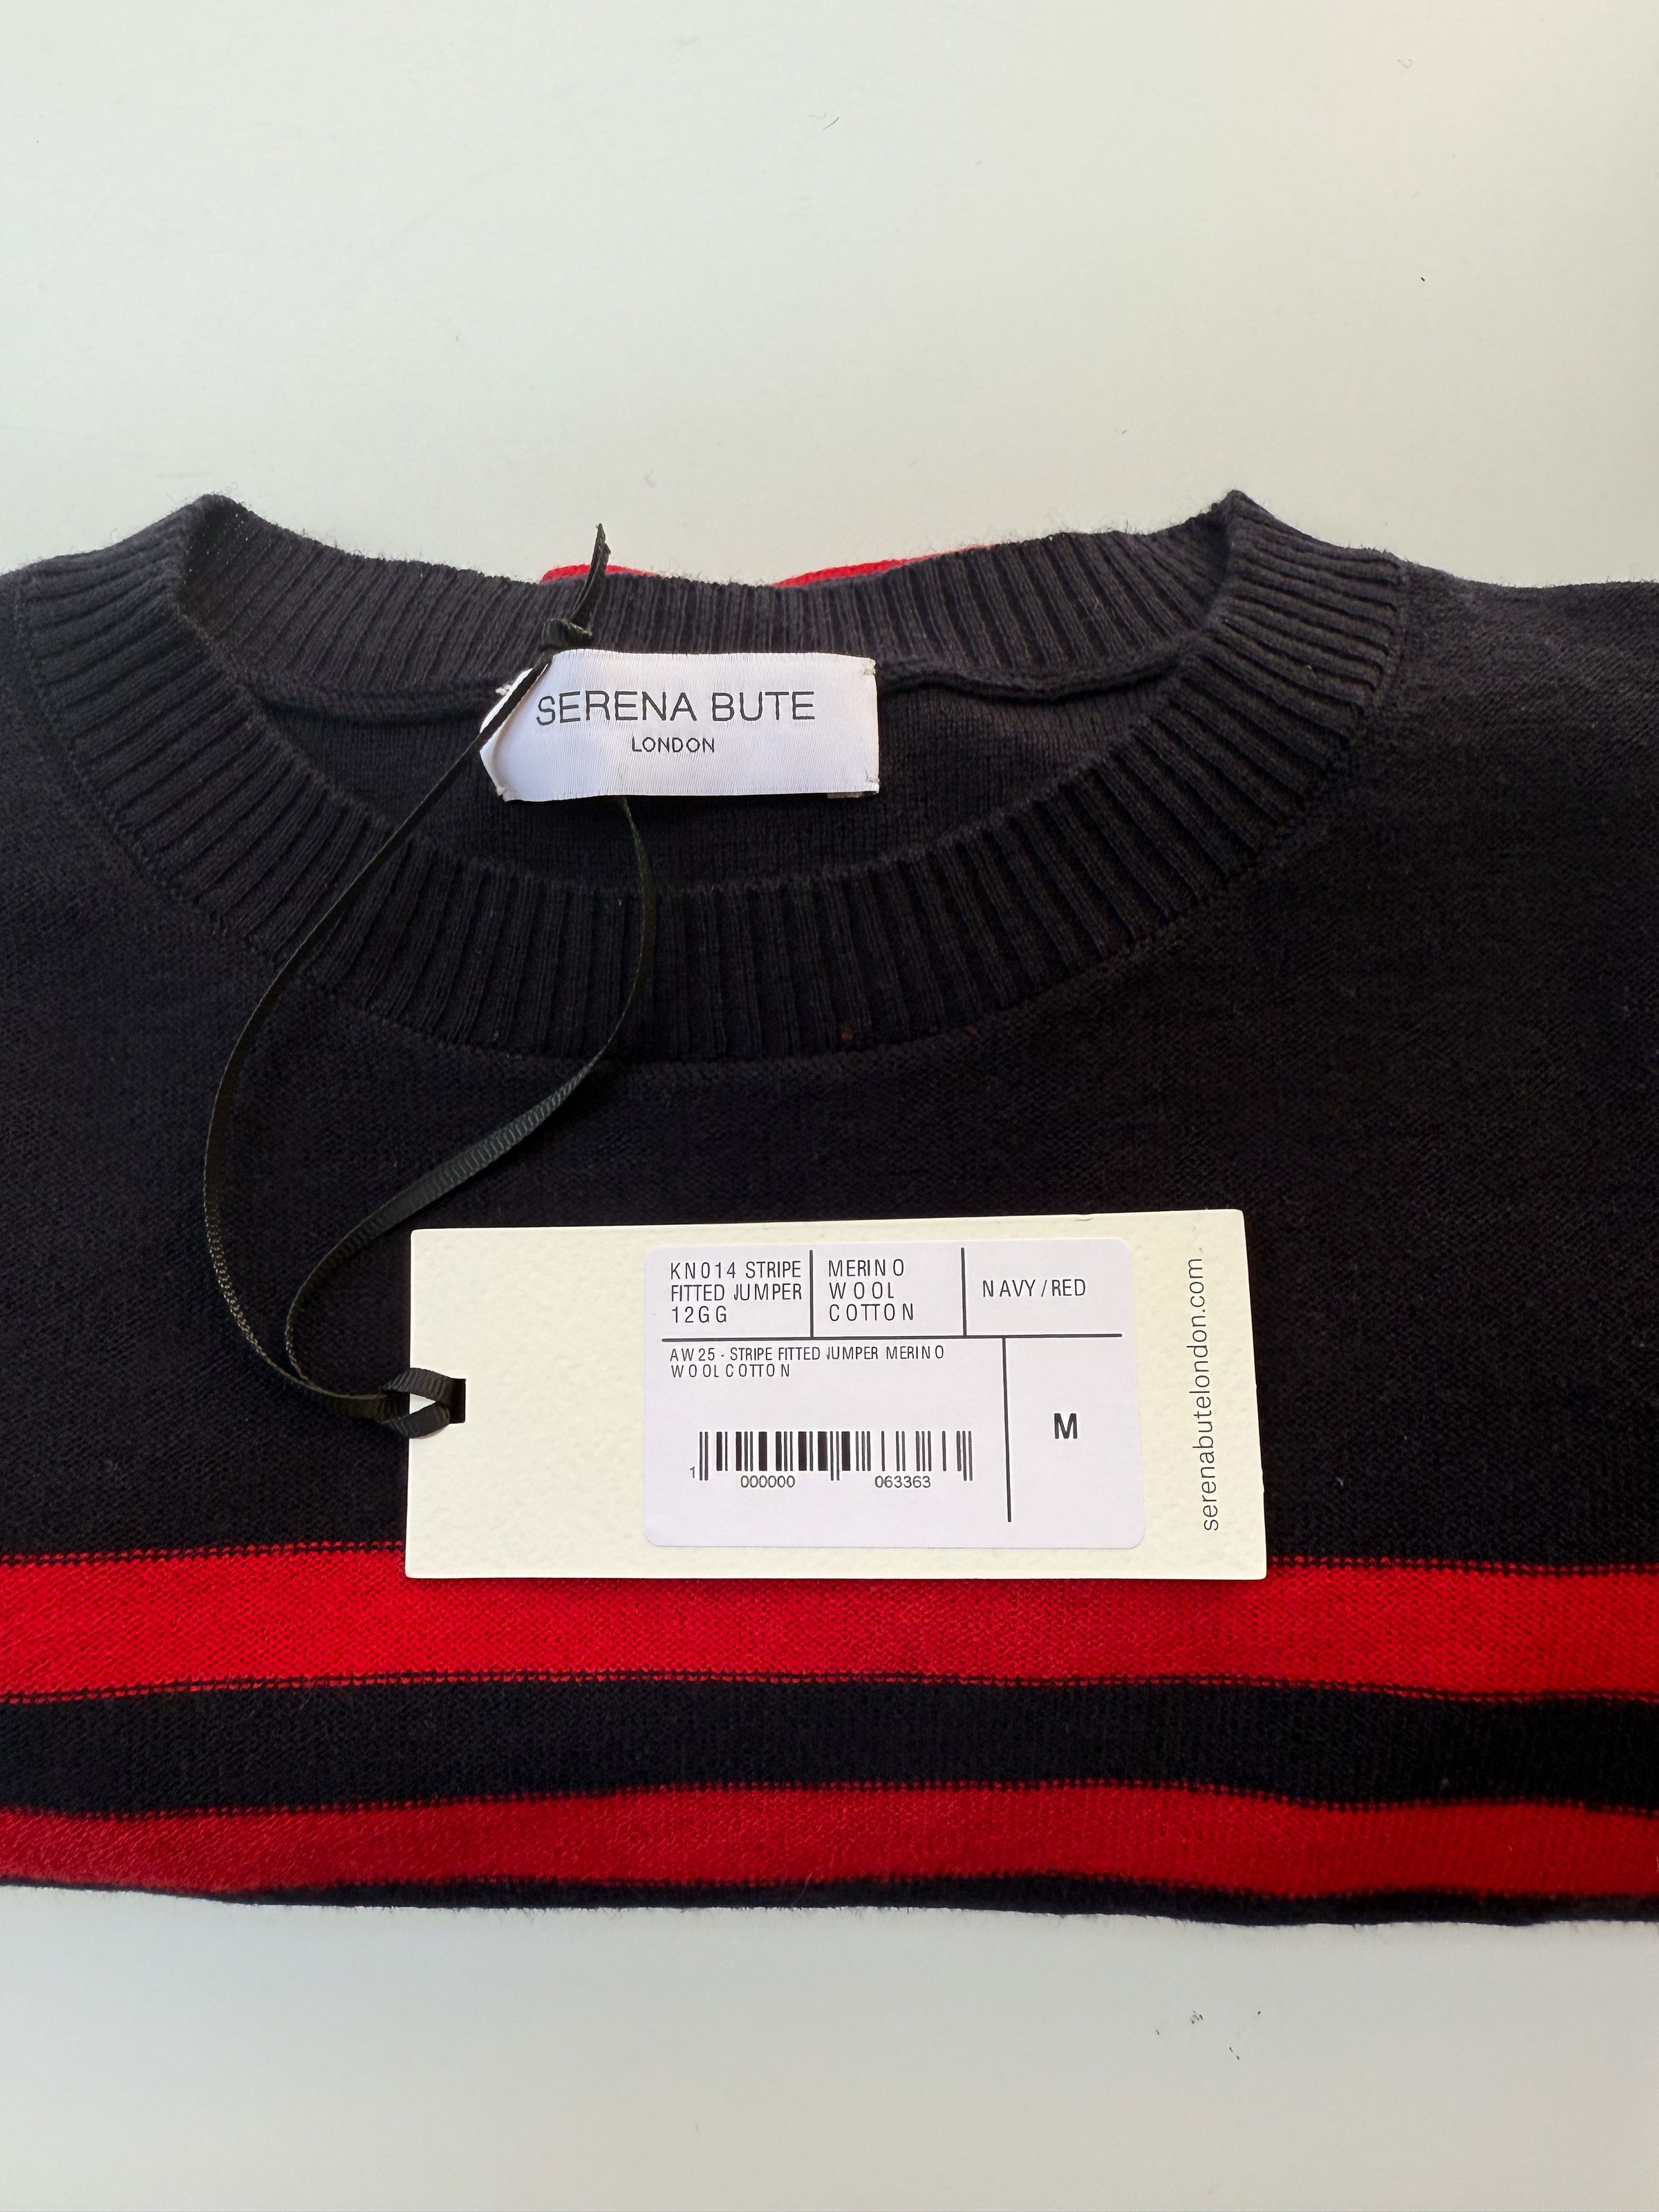 SERENA BUTE
LONDON
KN014 STRIPE
FITTED JUMPER
12GG
MERINO
WOOL
COTTON
NAVY/RED
AW25 - STRIPE FITTED JUMPER MERINO
WOOLCOTTON
1 000000 063363
M
serenabutelondon.com